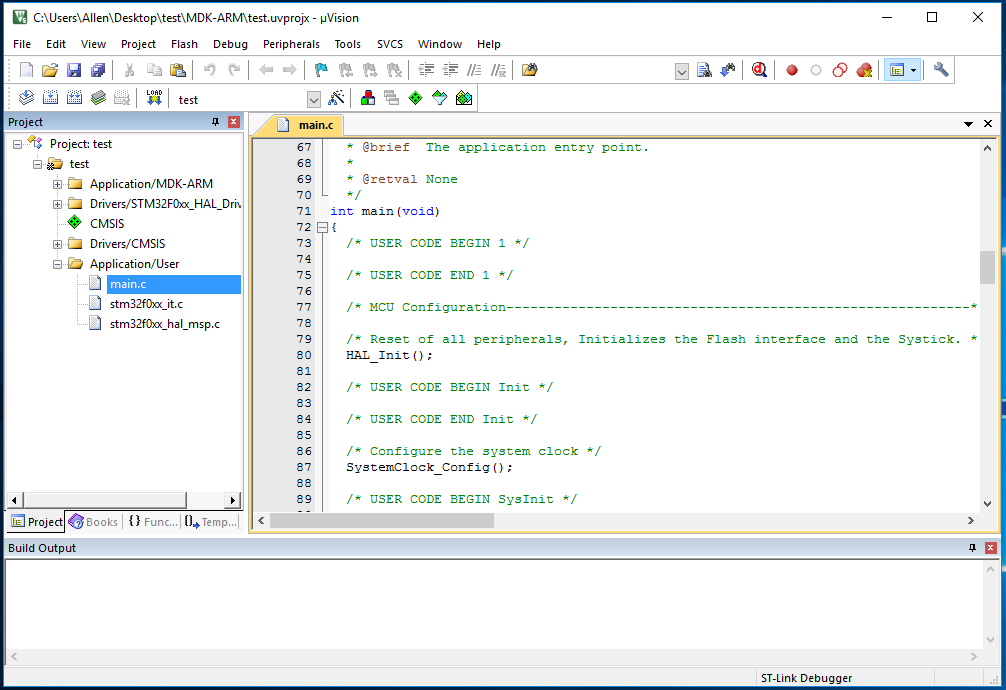 C:\Users\Allen\Desktop\test\MDK-ARM\test.uvprojx - µVision
File Edit View Project Flash Debug Peripherals Tools SVCS Window Help
LOAD
test
Project
Project: test
test
Application/MDK-ARM
Drivers/STM32F0xx_HAL_Driv
CMSIS
Drivers/CMSIS
Application/User
main.c
stm32f0xx_it.c
stm32f0xx_hal_msp.c
Project Books {} Func... Temp...
main.c
67 * @brief  The application entry point.
68 *
69 * @retval None
70 */
71 int main(void)
72 {
73 /* USER CODE BEGIN 1 */
74
75 /* USER CODE END 1 */
76
77 /* MCU Configuration----------------------------------------------------------*
78
79 /* Reset of all peripherals, Initializes the Flash interface and the Systick. *
80 HAL_Init();
81
82 /* USER CODE BEGIN Init */
83
84 /* USER CODE END Init */
85
86 /* Configure the system clock */
87 SystemClock_Config();
88
89 /* USER CODE BEGIN SysInit */
Build Output
ST-Link Debugger